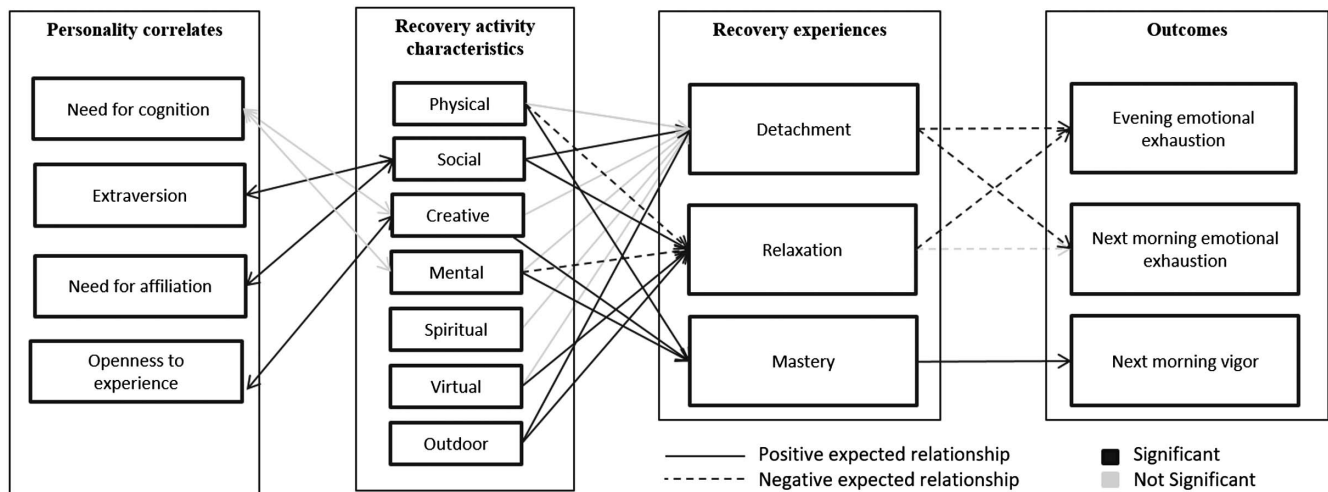 Personality correlates
Need for cognition
Extraversion
Need for affiliation
Openness to
experience
Recovery activity
characteristics
Physical
Social
Creative
Mental
Spiritual
Virtual
Outdoor
Recovery experiences
Detachment
Relaxation
Mastery
Outcomes
Evening emotional
exhaustion
Next morning emotional
exhaustion
Next morning vigor
Positive expected relationship
Negative expected relationship
Significant
Not Significant